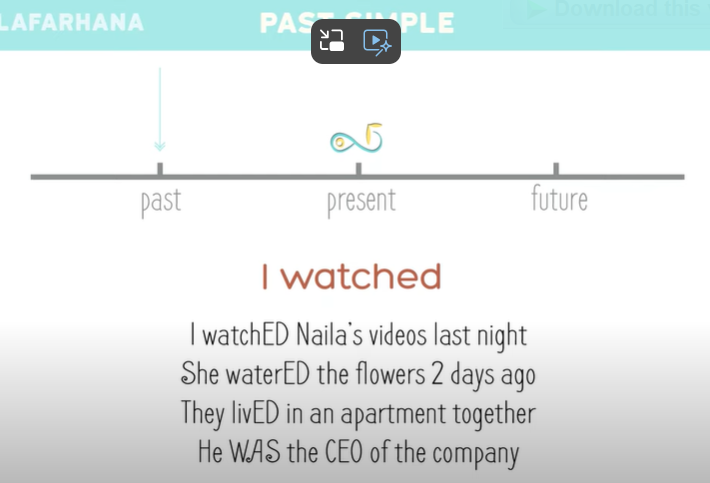 LAFARHANA
PAST SIMPLE
Download this
past present future
I watched
I watchED Naila's videos last night
She waterED the flowers 2 days ago
They livED in an apartment together
He WAS the CEO of the company